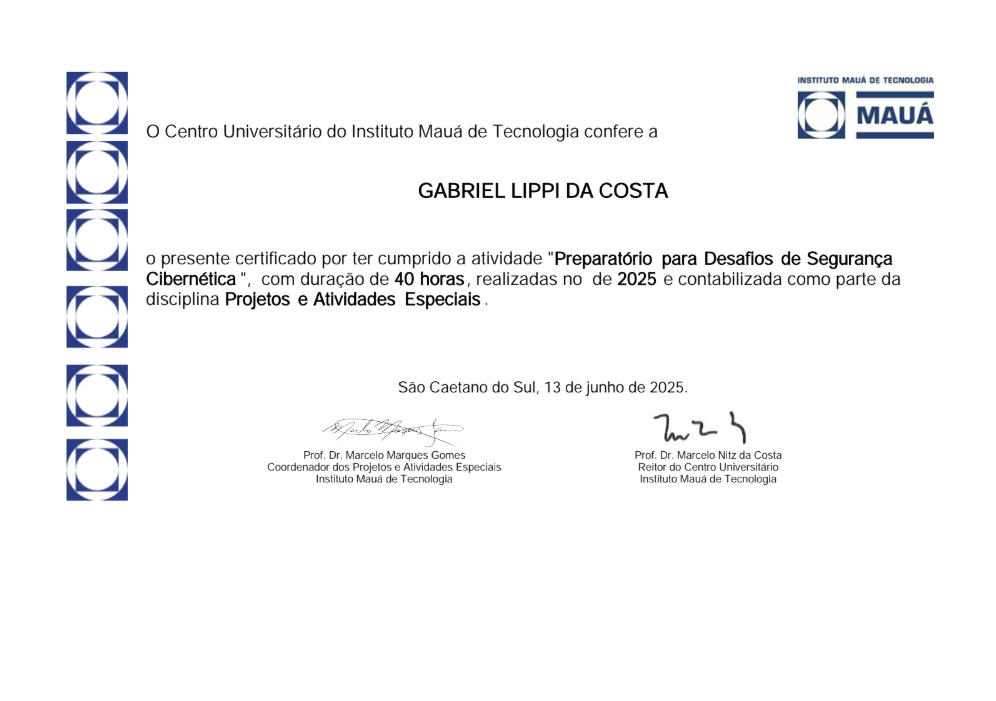 INSTITUTO MAUÁ DE TECNOLOGIA
MAUÁ
O Centro Universitário do Instituto Mauá de Tecnologia confere a
GABRIEL LIPPI DA COSTA
o presente certificado por ter cumprido a atividade "Preparatório para Desafios de Segurança
Cibernética ", com duração de 40 horas, realizadas no de 2025 e contabilizada como parte da
disciplina Projetos e Atividades Especiais .
São Caetano do Sul, 13 de junho de 2025.
Prof. Dr. Marcelo Marques Gomes
Coordenador dos Projetos e Atividades Especiais
Instituto Mauá de Tecnologia
Prof. Dr. Marcelo Nitz da Costa
Reitor do Centro Universitário
Instituto Mauá de Tecnologia